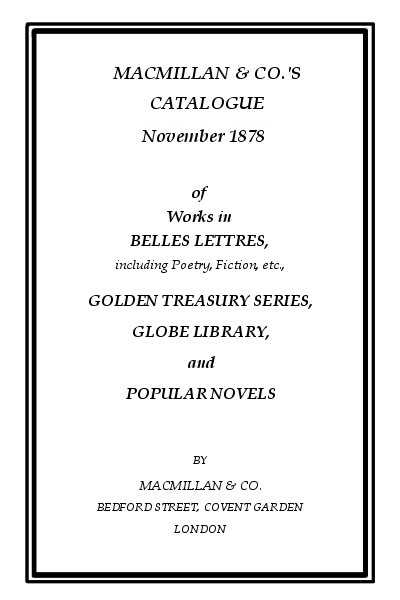 MACMILLAN & CO.'S
CATALOGUE
November 1878
of
Works in
BELLES LETTRES,
including Poetry, Fiction, etc.,
GOLDEN TREASURY SERIES,
GLOBE LIBRARY,
and
POPULAR NOVELS
BY
MACMILLAN & CO.
BEDFORD STREET, COVENT GARDEN
LONDON